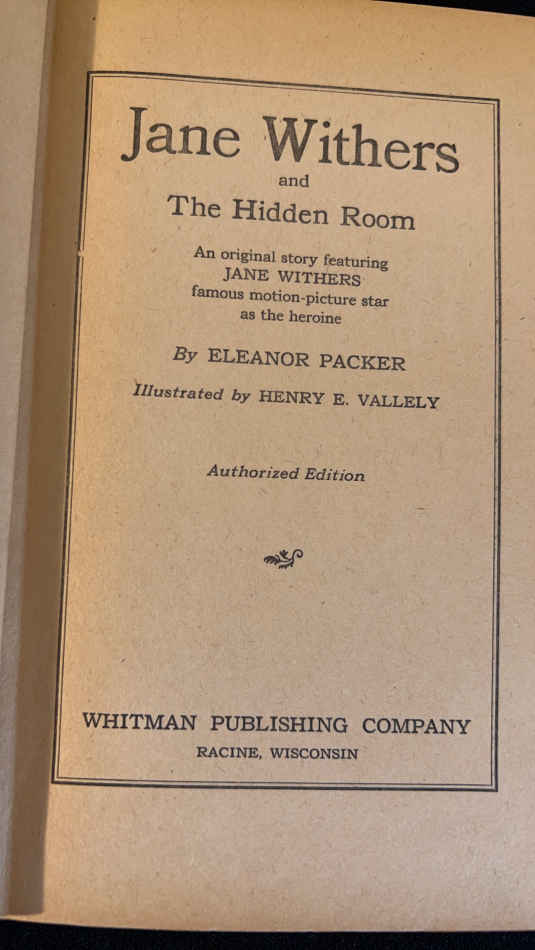 Jane Withers
and
The Hidden Room
An original story featuring
JANE WITHERS
famous motion-picture star
as the heroine
By ELEANOR PACKER
Illustrated by HENRY E. VALLELY
Authorized Edition
WHITMAN PUBLISHING COMPANY
RACINE, WISCONSIN